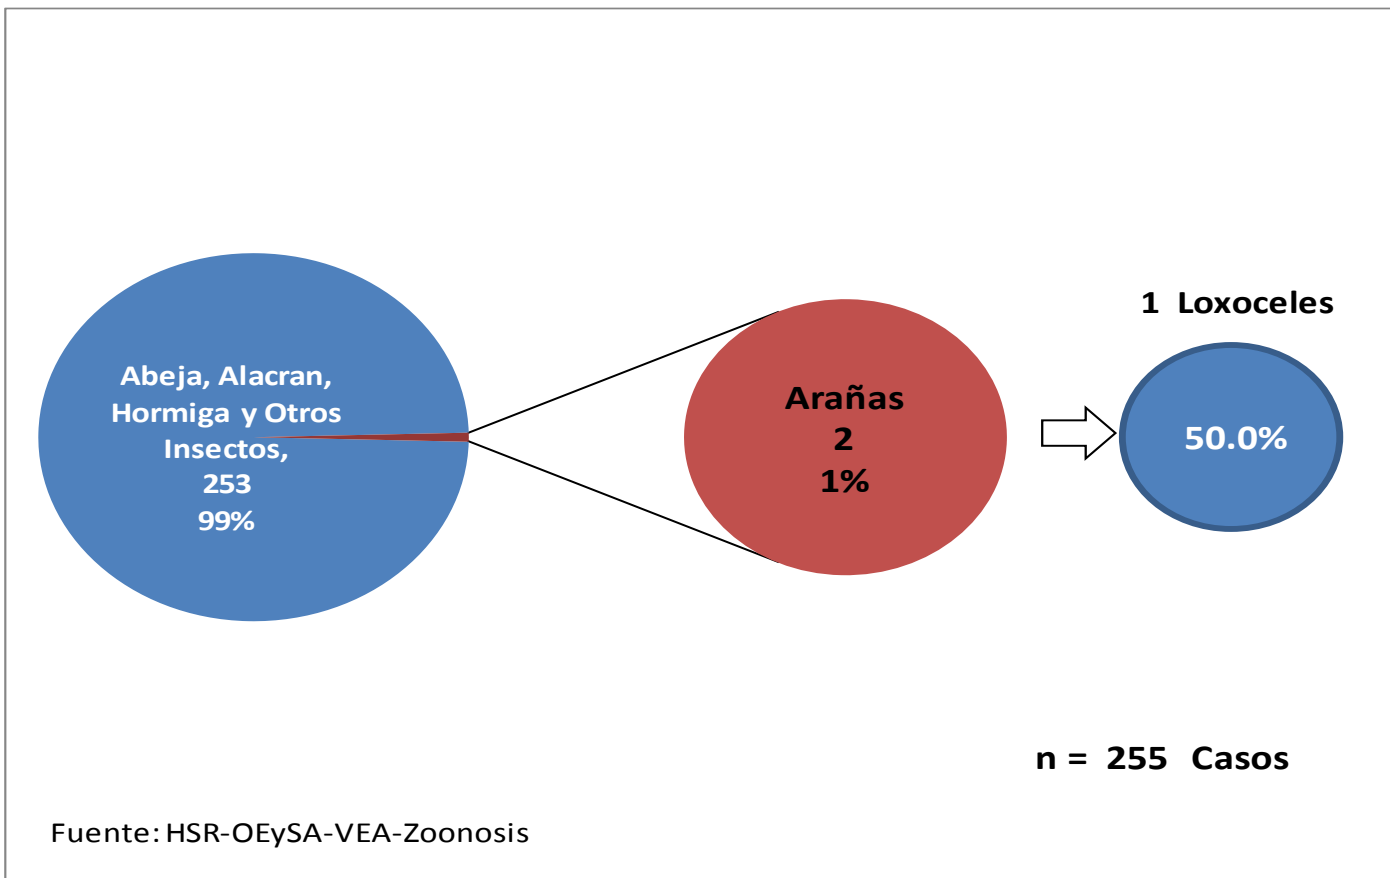 Abeja, Alacran,
Hormiga y Otros
Insectos,
253
99%
Arañas
2
1%
1 Loxoceles
50.0%
n = 255 Casos
Fuente: HSR-OEySA-VEA-Zoonosis